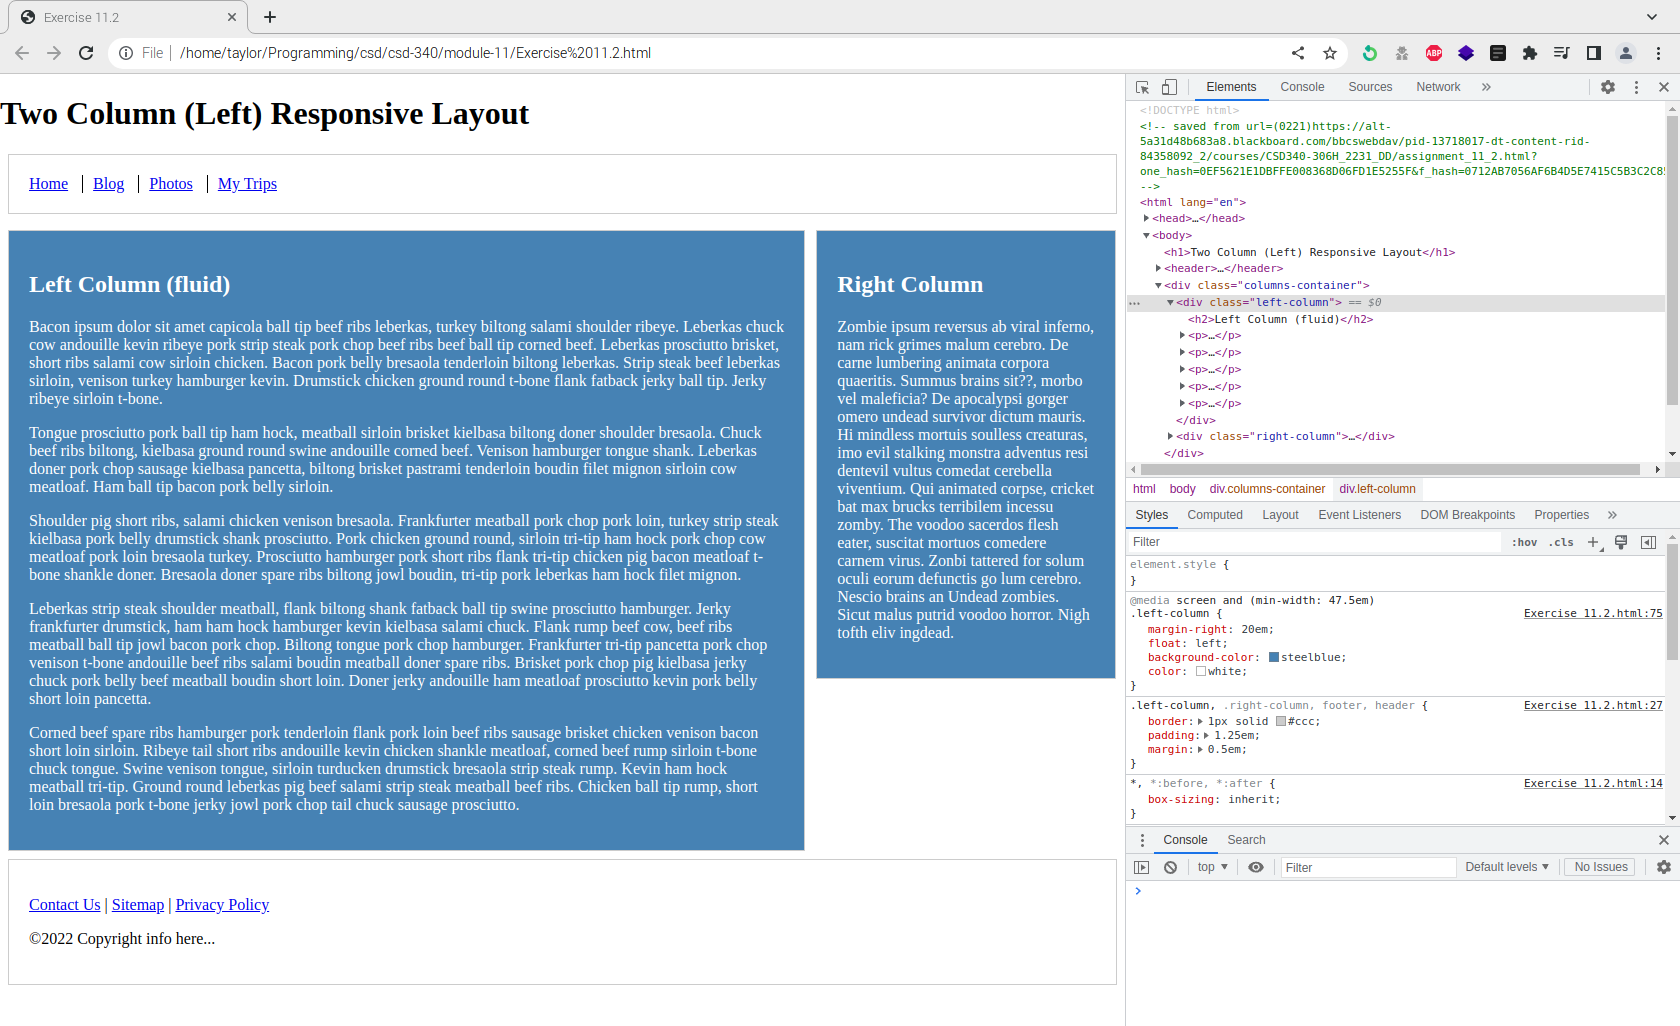 Exercise 11.2
File
/home/taylor/Programming/csd/csd-340/module-11/Exercise%2011.2.html
ABP
Two Column (Left) Responsive Layout
Home
Blog
Photos
My Trips
Left Column (fluid)
Bacon ipsum dolor sit amet capicola ball tip beef ribs leberkas, turkey biltong salami shoulder ribeye. Leberkas chuck
cow andouille kevin ribeye pork strip steak pork chop beef ribs beef ball tip corned beef. Leberkas prosciutto brisket,
short ribs salami cow sirloin chicken. Bacon pork belly bresaola tenderloin biltong leberkas. Strip steak beef leberkas
sirloin, venison turkey hamburger kevin. Drumstick chicken ground round t-bone flank fatback jerky ball tip. Jerky
ribeye sirloin t-bone.
Tongue prosciutto pork ball tip ham hock, meatball sirloin brisket kielbasa biltong doner shoulder bresaola. Chuck
beef ribs biltong, kielbasa ground round swine andouille corned beef. Venison hamburger tongue shank. Leberkas
doner pork chop sausage kielbasa pancetta, biltong brisket pastrami tenderloin boudin filet mignon sirloin cow
meatloaf. Ham ball tip bacon pork belly sirloin.
Shoulder pig short ribs, salami chicken venison bresaola. Frankfurter meatball pork chop pork loin, turkey strip steak
kielbasa pork belly drumstick shank prosciutto. Pork chicken ground round, sirloin tri-tip ham hock pork chop cow
meatloaf pork loin bresaola turkey. Prosciutto hamburger pork short ribs flank tri-tip chicken pig bacon meatloaf t-
bone shankle doner. Bresaola doner spare ribs biltong jowl boudin, tri-tip pork leberkas ham hock filet mignon.
Leberkas strip steak shoulder meatball, flank biltong shank fatback ball tip swine prosciutto hamburger. Jerky
frankfurter drumstick, ham ham hock hamburger kevin kielbasa salami chuck. Flank rump beef cow, beef ribs
meatball ball tip jowl bacon pork chop. Biltong tongue pork chop hamburger. Frankfurter tri-tip pancetta pork chop
venison t-bone andouille beef ribs salami boudin meatball doner spare ribs. Brisket pork chop pig kielbasa jerky
chuck pork belly beef meatball boudin short loin. Doner jerky andouille ham meatloaf prosciutto kevin pork belly
short loin pancetta.
Corned beef spare ribs hamburger pork tenderloin flank pork loin beef ribs sausage brisket chicken venison bacon
short loin sirloin. Ribeye tail short ribs andouille kevin chicken shankle meatloaf, corned beef rump sirloin t-bone
chuck tongue. Swine venison tongue, sirloin turducken drumstick bresaola strip steak rump. Kevin ham hock
meatball tri-tip. Ground round leberkas pig beef salami strip steak meatball beef ribs. Chicken ball tip rump, short
loin bresaola pork t-bone jerky jowl pork chop tail chuck sausage prosciutto.
Right Column
Zombie ipsum reversus ab viral inferno,
nam rick grimes malum cerebro. De
carne lumbering animata corpora
quaeritis. Summus brains sit??, morbo
vel maleficia? De apocalypsi gorger
omero undead survivor dictum mauris.
Hi mindless mortuis soulless creaturas,
imo evil stalking monstra adventus resi
dentevil vultus comedat cerebella
viventium. Qui animated corpse, cricket
bat max brucks terribilem incessu
zomby. The voodoo sacerdos flesh
eater, suscitat mortuos comedere
carnem virus. Zonbi tattered for solum
oculi eorum defunctis go lum cerebro.
Nescio brains an Undead zombies.
Sicut malus putrid voodoo horror. Nigh
tofth eliv ingdead.
Contact Us | Sitemap | Privacy Policy
©2022 Copyright info here...
Elements Console Sources Network »
<!DOCTYPE html>
<!-- saved from url=(0221)https://alt-
5a31d48b683a8.blackboard.com/bbcswebdav/pid-13718017-dt-content-rid-
84358092_2/courses/CSD340-306H_2231_DD/assignment_11_2.html?
one_hash=0EF5621E1DBFFE008368D06FD1E5255F&f_hash=0712AB7056AF6B4D5E7415C5B3C2C85
-->
<html lang="en">
<head>…</head>
<body>
<h1>Two Column (Left) Responsive Layout</h1>
<header>…</header>
<div class="columns-container">
<div class="left-column"> == $0
<h2>Left Column (fluid)</h2>
<p>…</p>
<p>…</p>
<p>…</p>
<p>…</p>
<p>…</p>
</div>
<div class="right-column">…</div>
</div>
html body div.columns-container div.left-column
Styles Computed Layout Event Listeners DOM Breakpoints Properties »
Filter :hov .cls +
element.style {
}
@media screen and (min-width: 47.5em)
.left-column { Exercise 11.2.html:75
margin-right: 20em;
float: left;
background-color: steelblue;
color: white;
}
.left-column, .right-column, footer, header { Exercise 11.2.html:27
border: 1px solid #ccc;
padding: 1.25em;
margin: 0.5em;
}
*, *:before, *:after { Exercise 11.2.html:14
box-sizing: inherit;
}
Console Search
top Filter Default levels No Issues